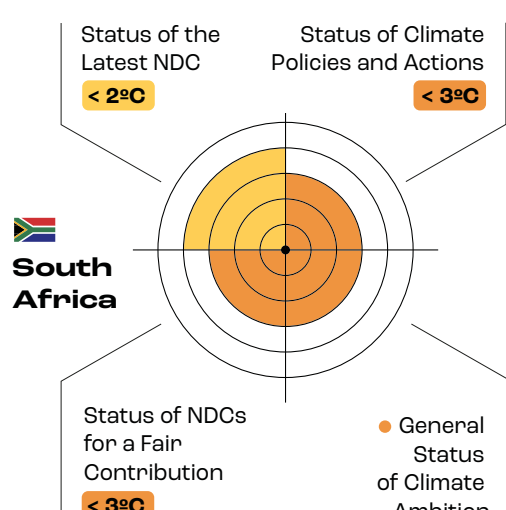 Status of the
Latest NDC
< 2ºC
Status of Climate
Policies and Actions
< 3ºC
South
Africa
Status of NDCs
for a Fair
Contribution
< 3ºC
General
Status
of Climate
Ambition